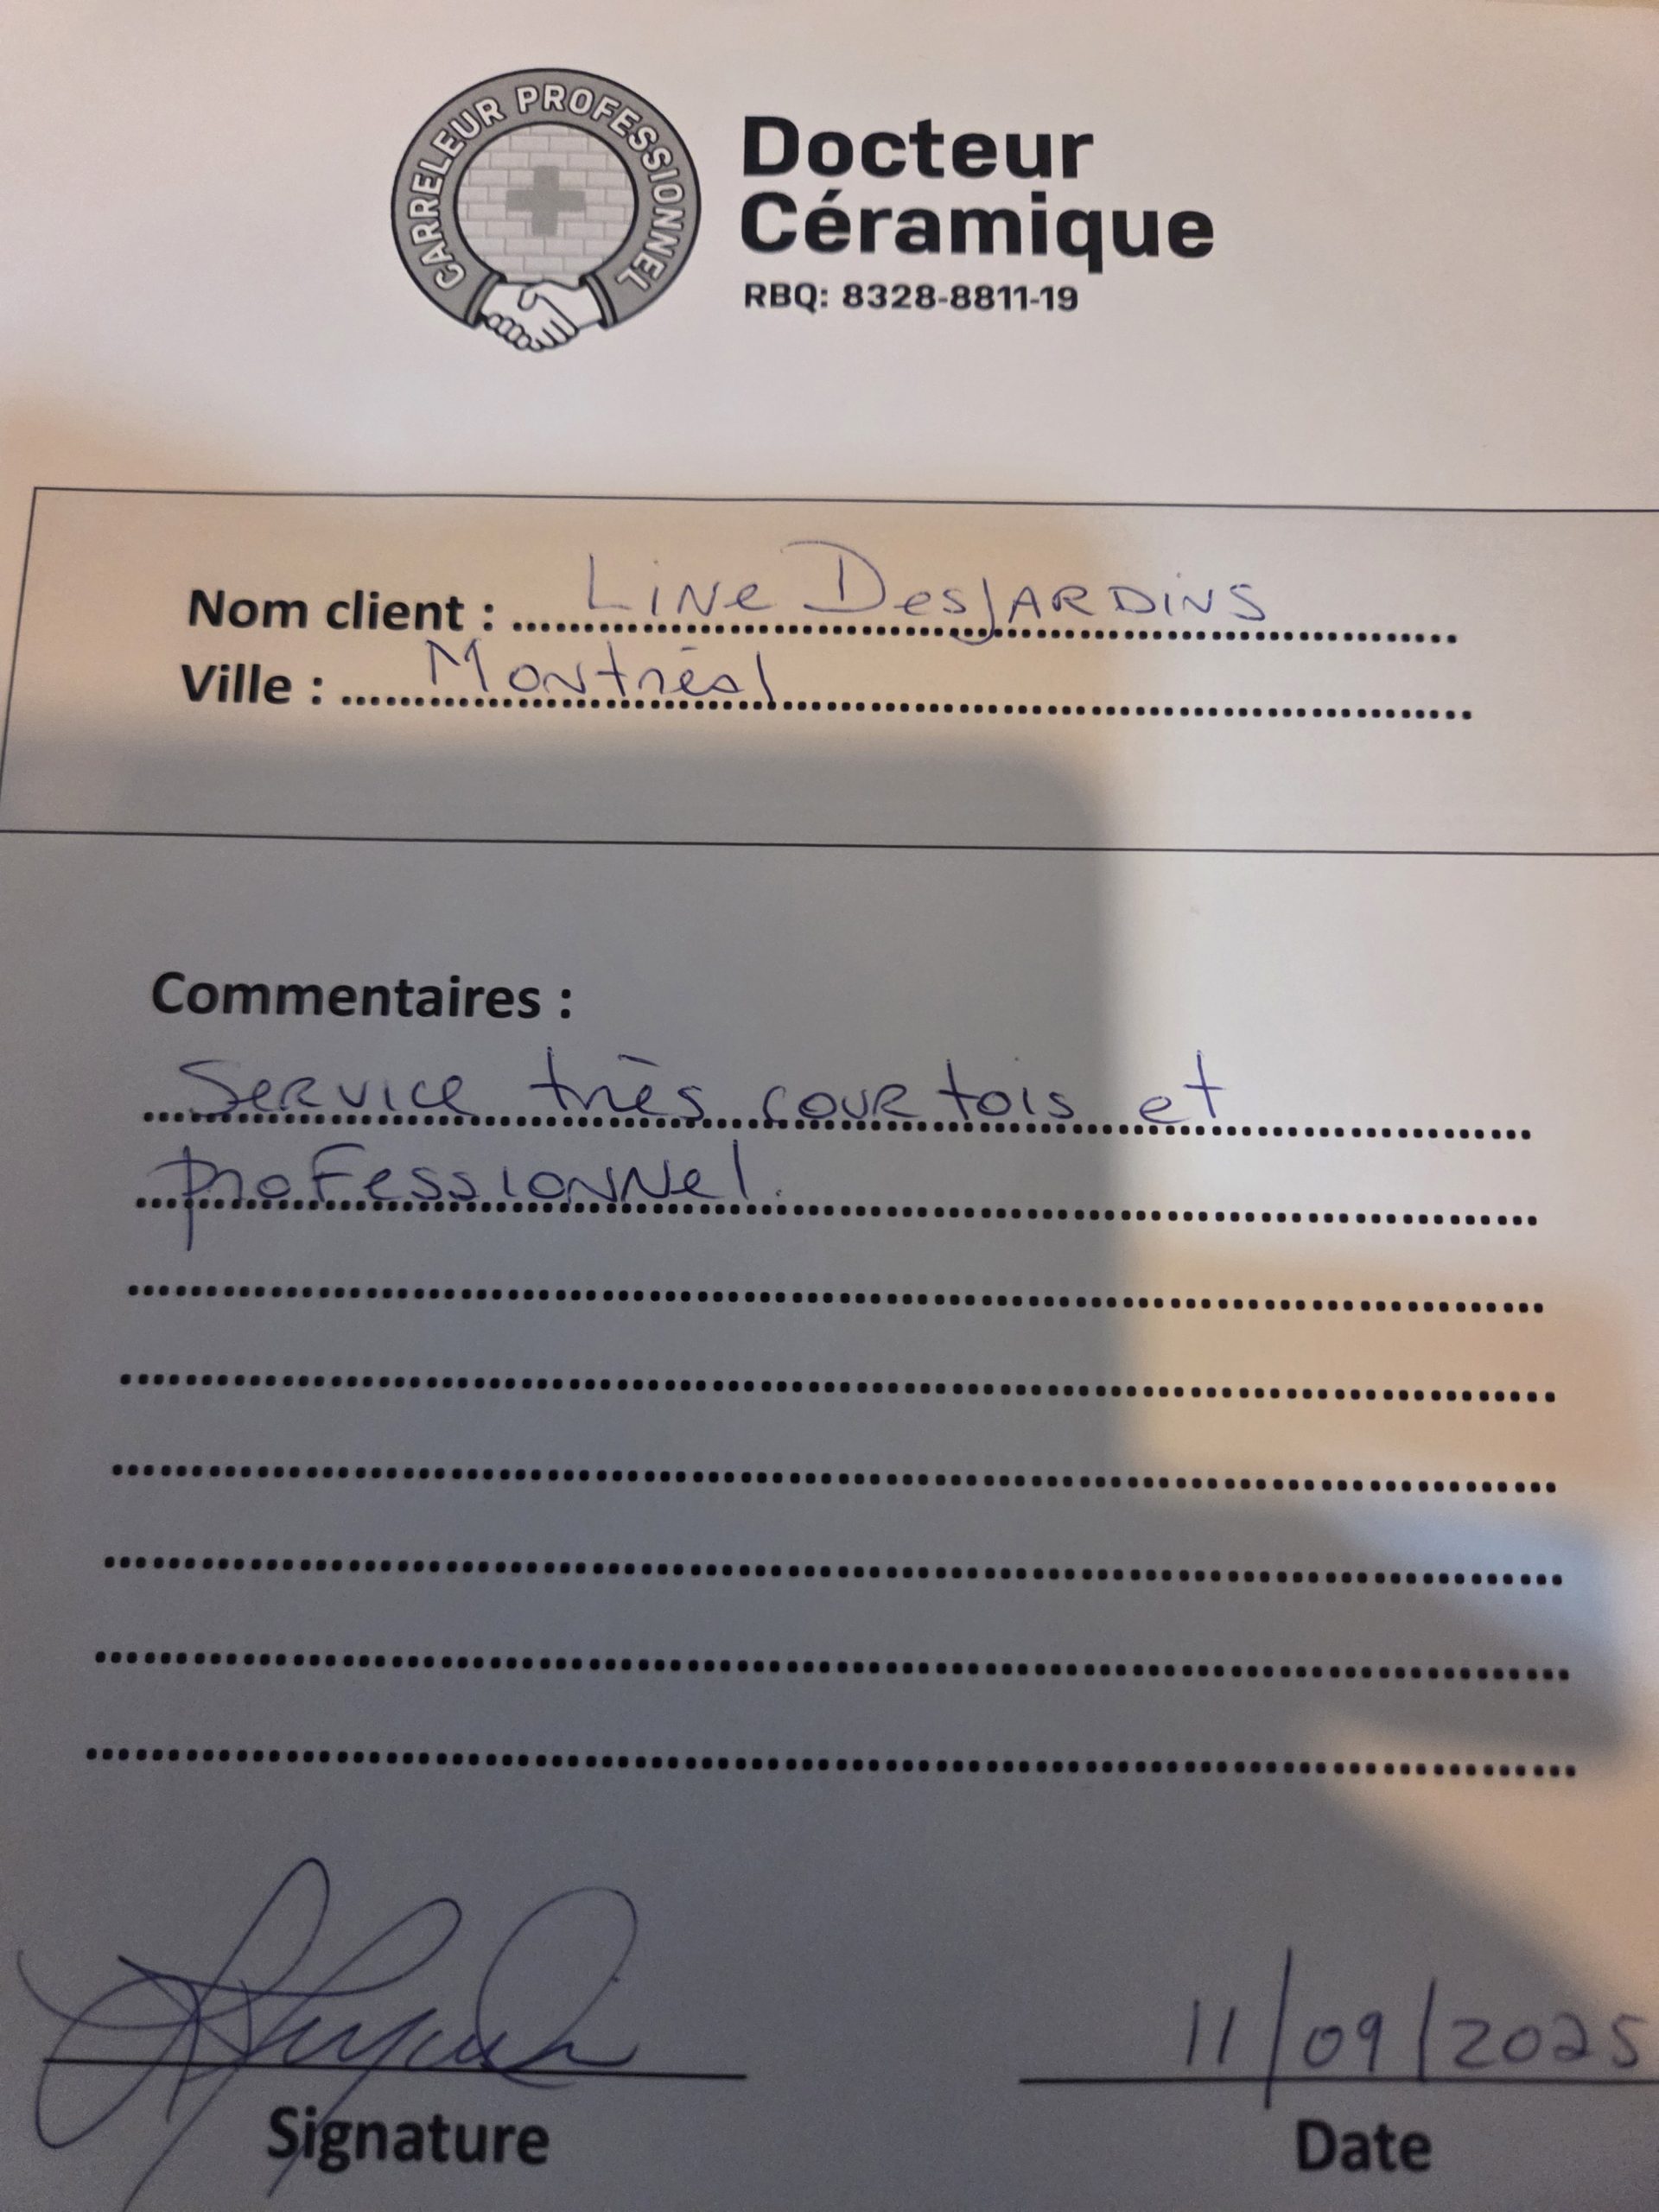 CARRELEUR PROFESSIONNEL
Docteur
Céramique
RBQ: 8328-8811-19
Nom client : Line Desjardins
Ville : Montréal
Commentaires :
Service très courtois et
professionnel.
Signature
11/09/2025
Date